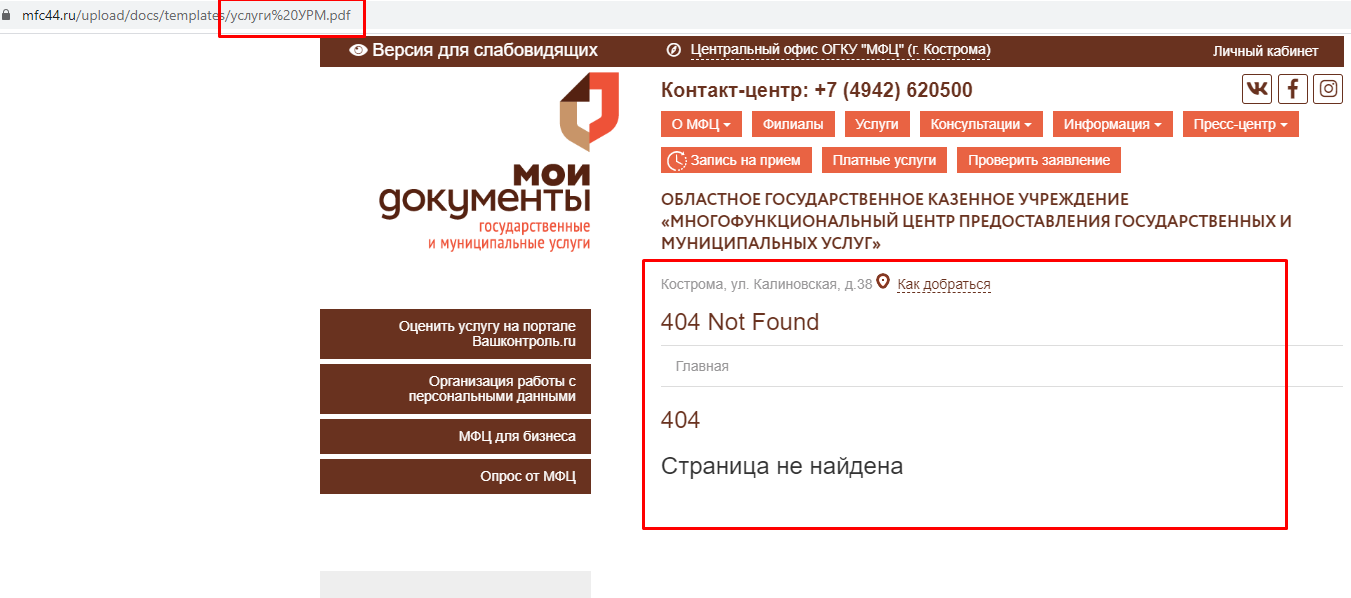 mfc44.ru/upload/docs/templates/услуги%20УРМ.pdf
Версия для слабовидящих
Центральный офис ОГКУ "МФЦ" (г. Кострома)
Личный кабинет
мои
документы
государственные
и муниципальные услуги
Контакт-центр: +7 (4942) 620500
О МФЦ
Филиалы
Услуги
Консультации
Информация
Пресс-центр
Запись на прием
Платные услуги
Проверить заявление
ОБЛАСТНОЕ ГОСУДАРСТВЕННОЕ КАЗЕННОЕ УЧРЕЖДЕНИЕ
«МНОГОФУНКЦИОНАЛЬНЫЙ ЦЕНТР ПРЕДОСТАВЛЕНИЯ ГОСУДАРСТВЕННЫХ И
МУНИЦИПАЛЬНЫХ УСЛУГ»
Кострома, ул. Калиновская, д.38 Как добраться
404 Not Found
Главная
404
Страница не найдена
Оценить услугу на портале
Вашконтроль.ru
Организация работы с
персональными данными
МФЦ для бизнеса
Опрос от МФЦ